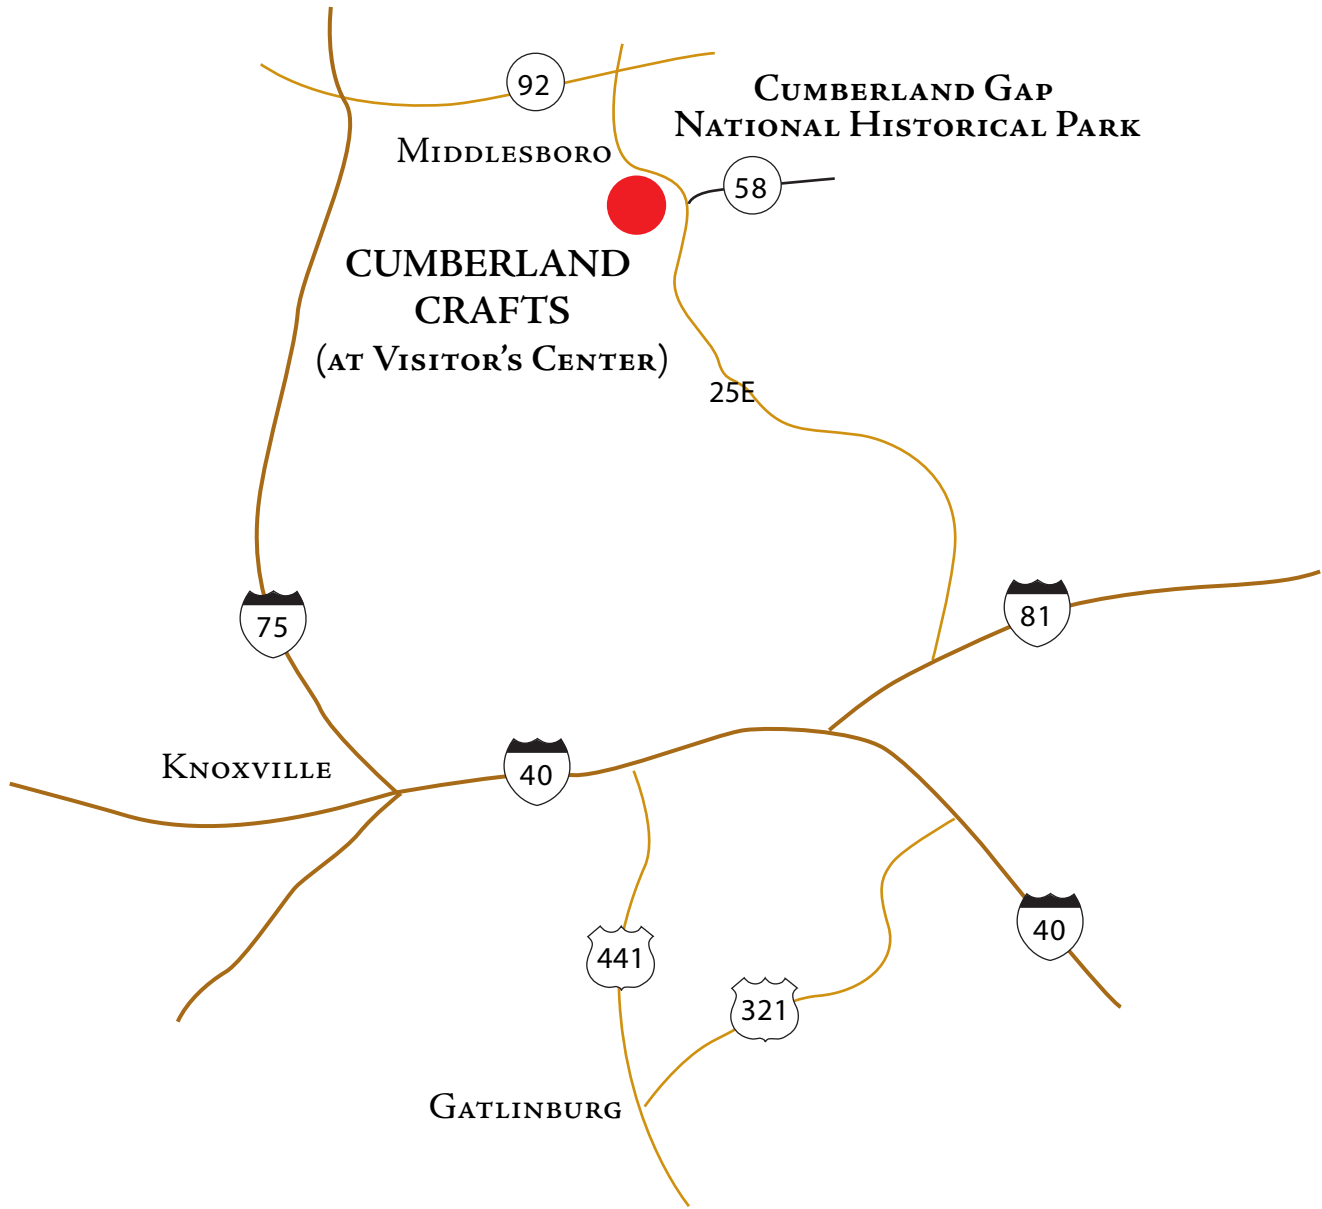 92
Cumberland Gap
National Historical Park
Middlesboro
58
CUMBERLAND
CRAFTS
(at Visitor's Center)
25E
81
75
Knoxville
40
40
441
321
Gatlinburg